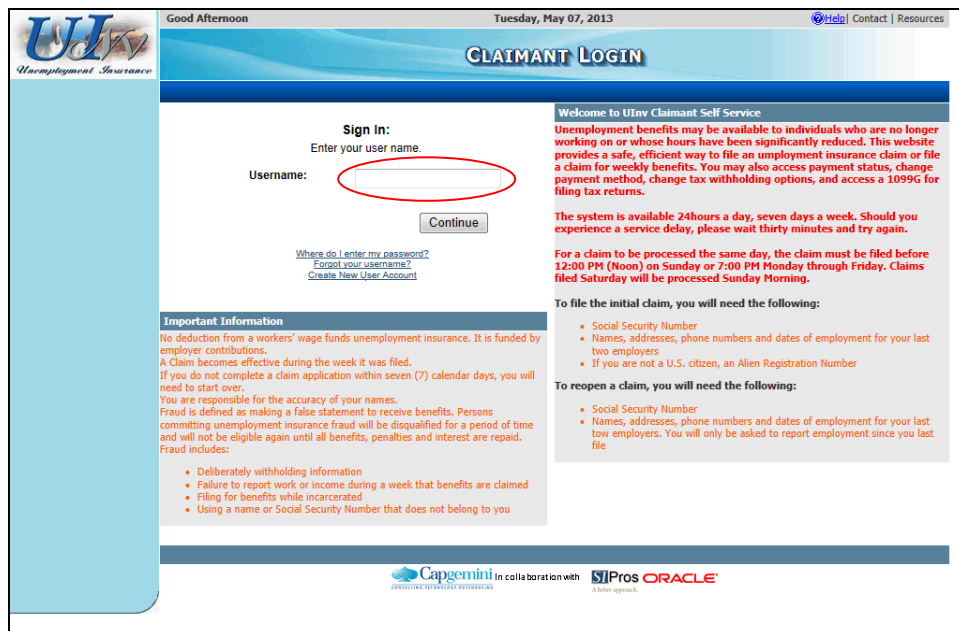 UInv
Unemployment Insurance
Good Afternoon
Tuesday, May 07, 2013
Help| Contact | Resources
CLAIMANT LOGIN
Sign In:
Enter your user name.
Username:
Continue
Where do I enter my password?
Forgot your username?
Create New User Account
Important Information
No deduction from a workers' wage funds unemployment insurance. It is funded by
employer contributions.
A Claim becomes effective during the week it was filed.
If you do not complete a claim application within seven (7) calendar days, you will
need to start over.
You are responsible for the accuracy of your names.
Fraud is defined as making a false statement to receive benefits. Persons
committing unemployment insurance fraud will be disqualified for a period of time
and will not be eligible again until all benefits, penalties and interest are repaid.
Fraud includes:
• Deliberately withholding information
• Failure to report work or income during a week that benefits are claimed
• Filing for benefits while incarcerated
• Using a name or Social Security Number that does not belong to you
Welcome to UInv Claimant Self Service
Unemployment benefits may be available to individuals who are no longer
working on or whose hours have been significantly reduced. This website
provides a safe, efficient way to file an umployment insurance claim or file
a claim for weekly benefits. You may also access payment status, change
payment method, change tax withholding options, and access a 1099G for
filing tax returns.
The system is available 24hours a day, seven days a week. Should you
experience a service delay, please wait thirty minutes and try again.
For a claim to be processed the same day, the claim must be filed before
12:00 PM (Noon) on Sunday or 7:00 PM Monday through Friday. Claims
filed Saturday will be processed Sunday Morning.
To file the initial claim, you will need the following:
• Social Security Number
• Names, addresses, phone numbers and dates of employment for your last
two employers
• If you are not a U.S. citizen, an Alien Registration Number
To reopen a claim, you will need the following:
• Social Security Number
• Names, addresses, phone numbers and dates of employment for your last
tow employers. You will only be asked to report employment since you last
file
Capgemini In collaboration with SIPros ORACLE
CONSULTING.TECHNOLOGY.OUTSOURCING
A better approach.